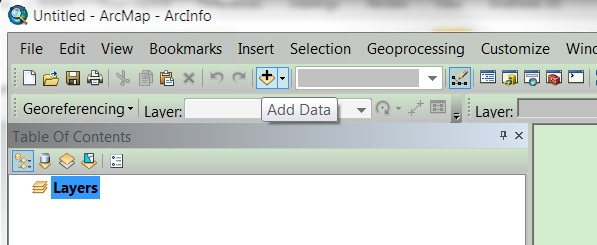 Untitled - ArcMap - ArcInfo
File Edit View Bookmarks Insert Selection Geoprocessing Customize
Georeferencing Layer: Layer:
Add Data
Table Of Contents
Layers